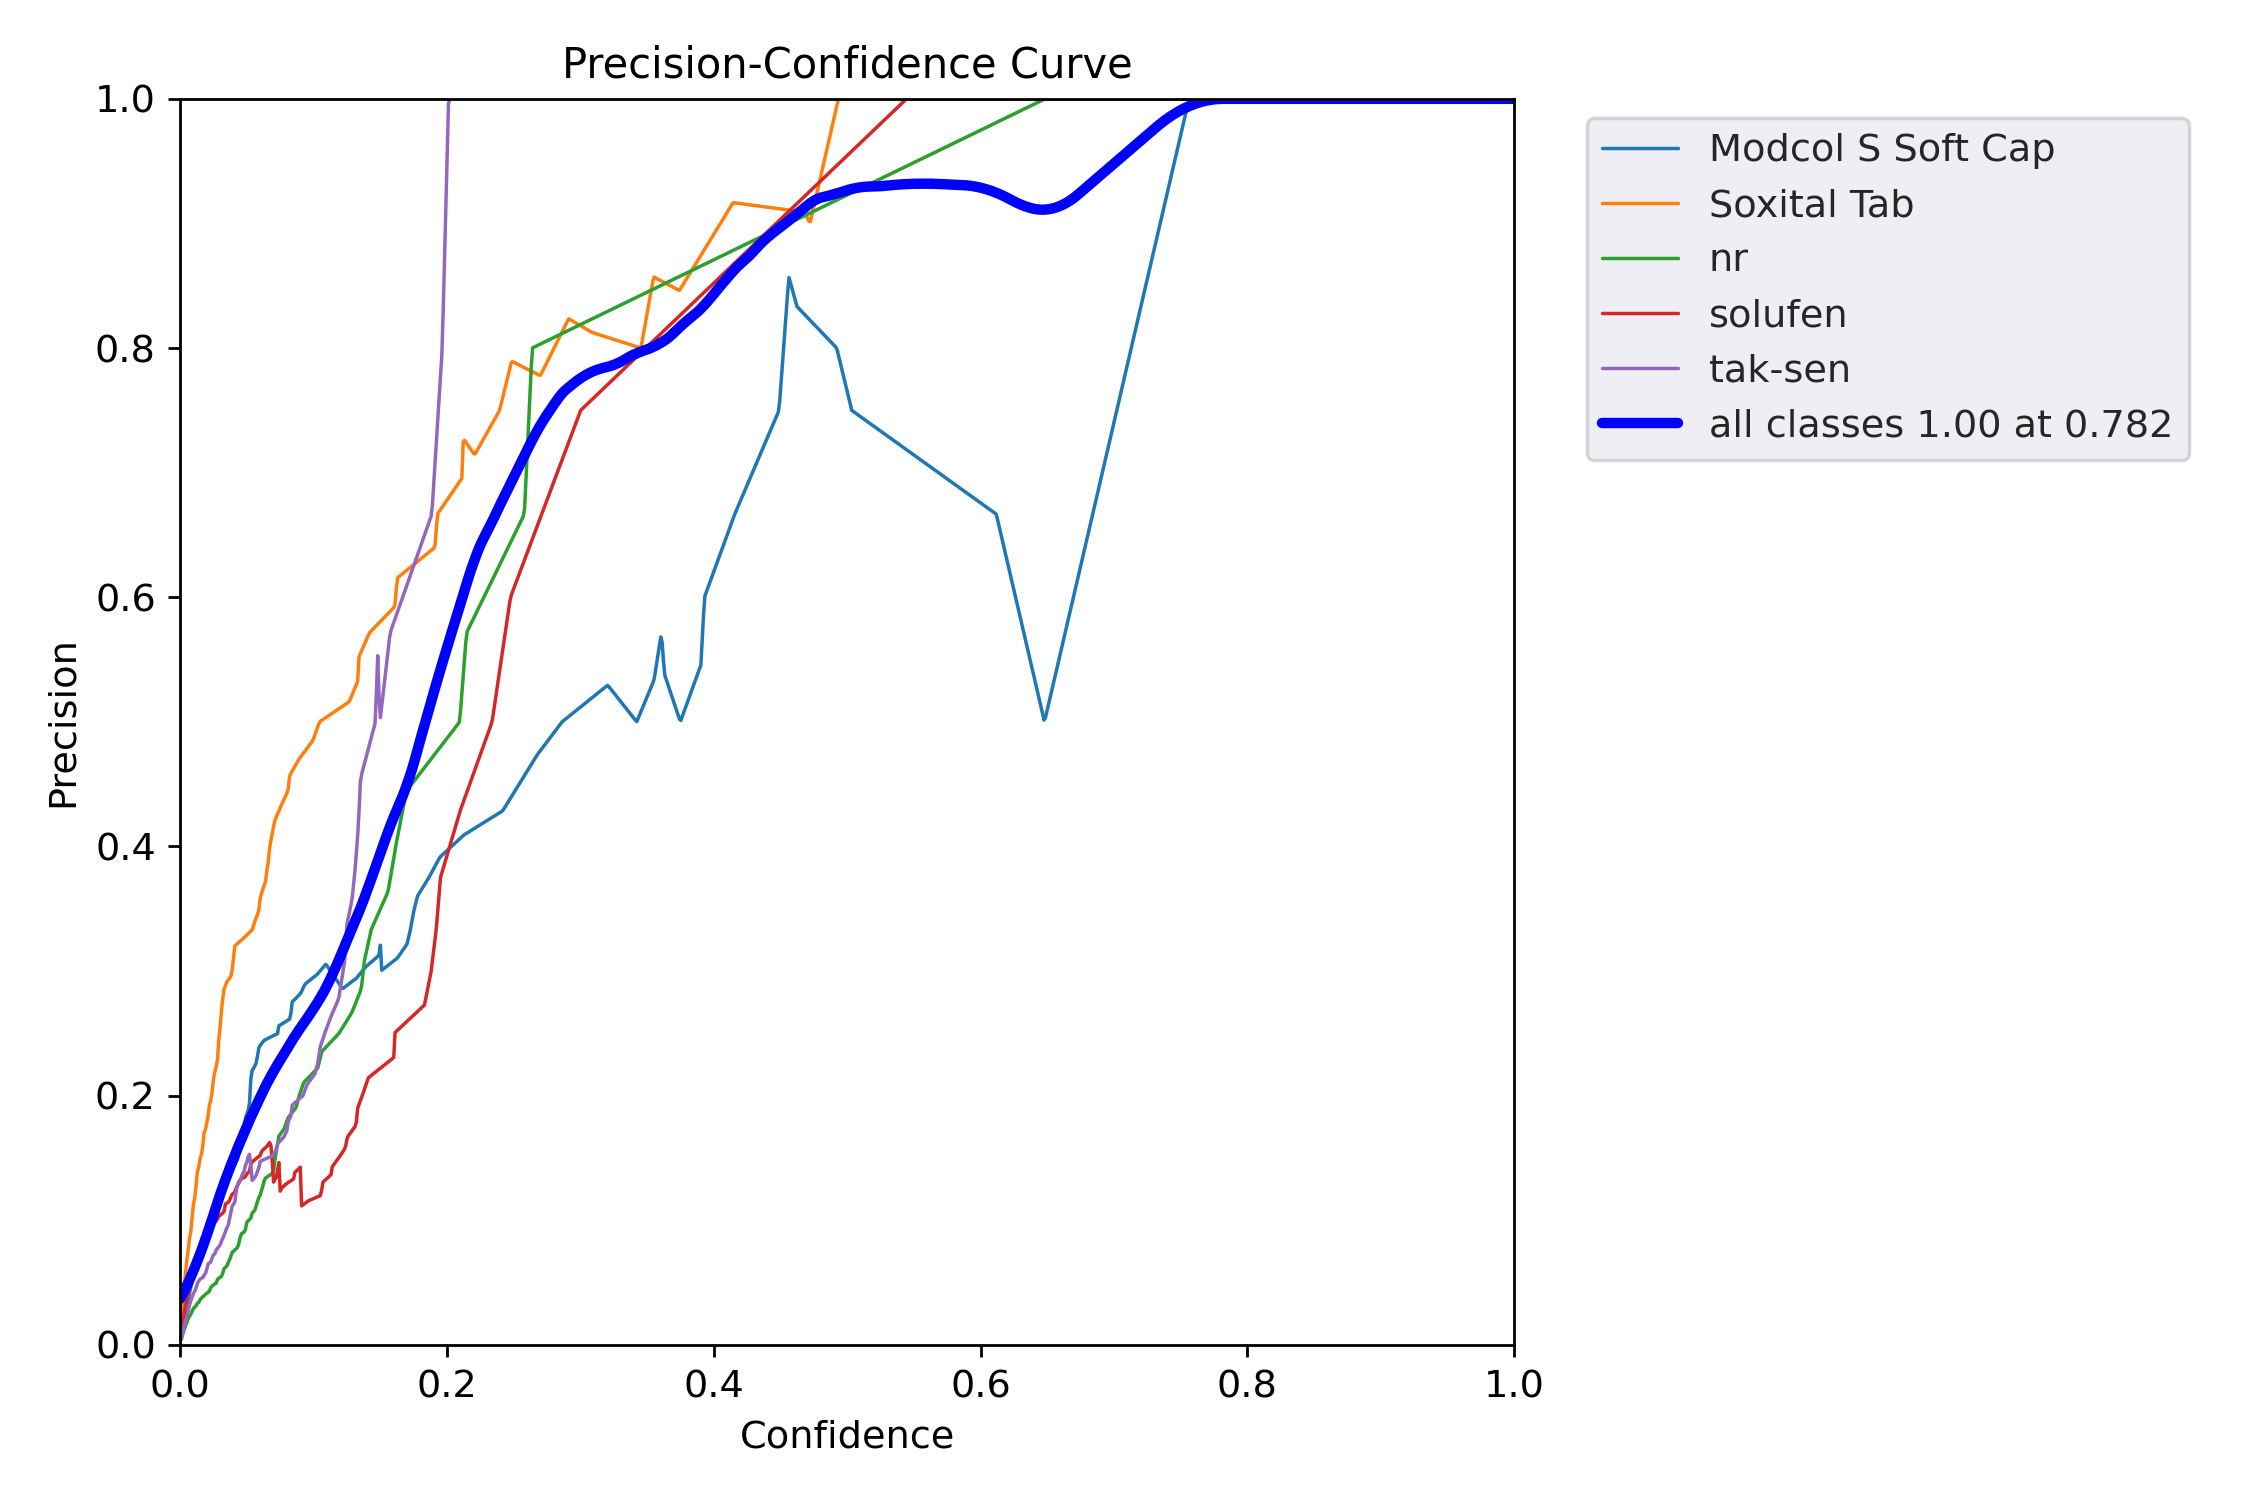 Precision-Confidence Curve
1.0
0.8
0.6
0.4
0.2
0.0
Precision
0.0 0.2 0.4 0.6 0.8 1.0
Confidence
Modcol S Soft Cap
Soxital Tab
nr
solufen
tak-sen
all classes 1.00 at 0.782